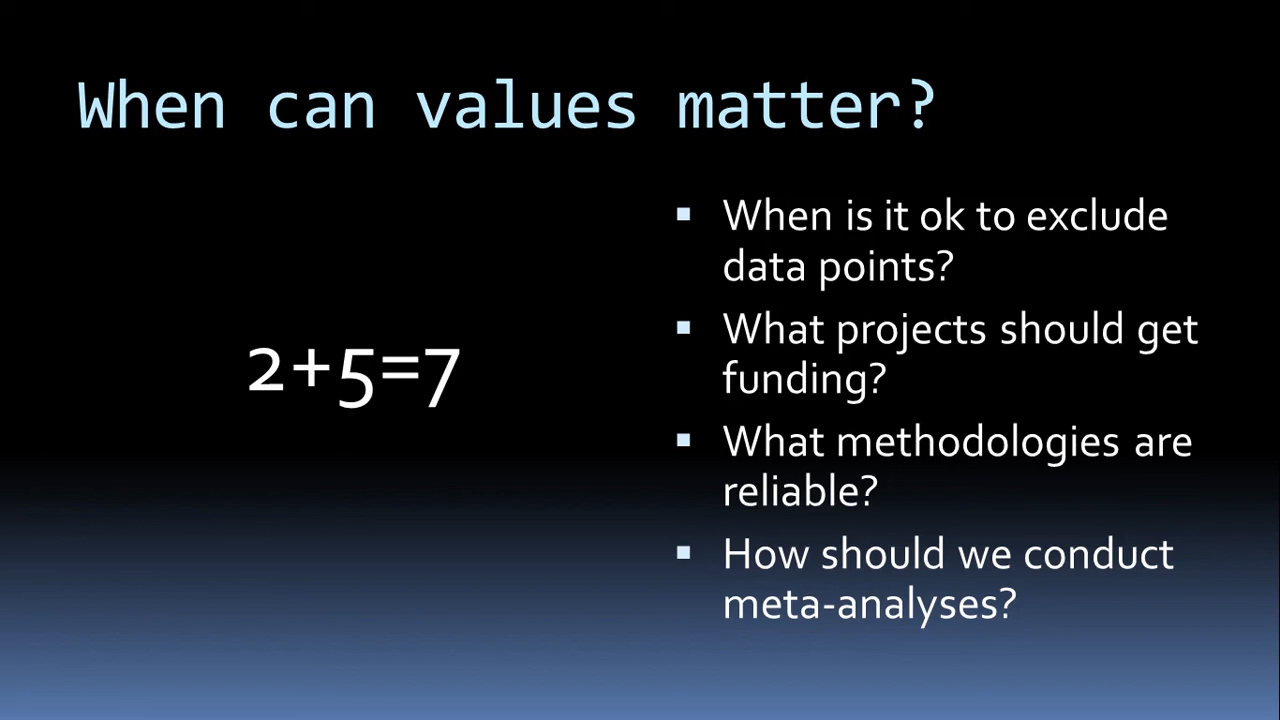 When can values matter?
2+5=7
▪ When is it ok to exclude
data points?
▪ What projects should get
funding?
▪ What methodologies are
reliable?
▪ How should we conduct
meta-analyses?